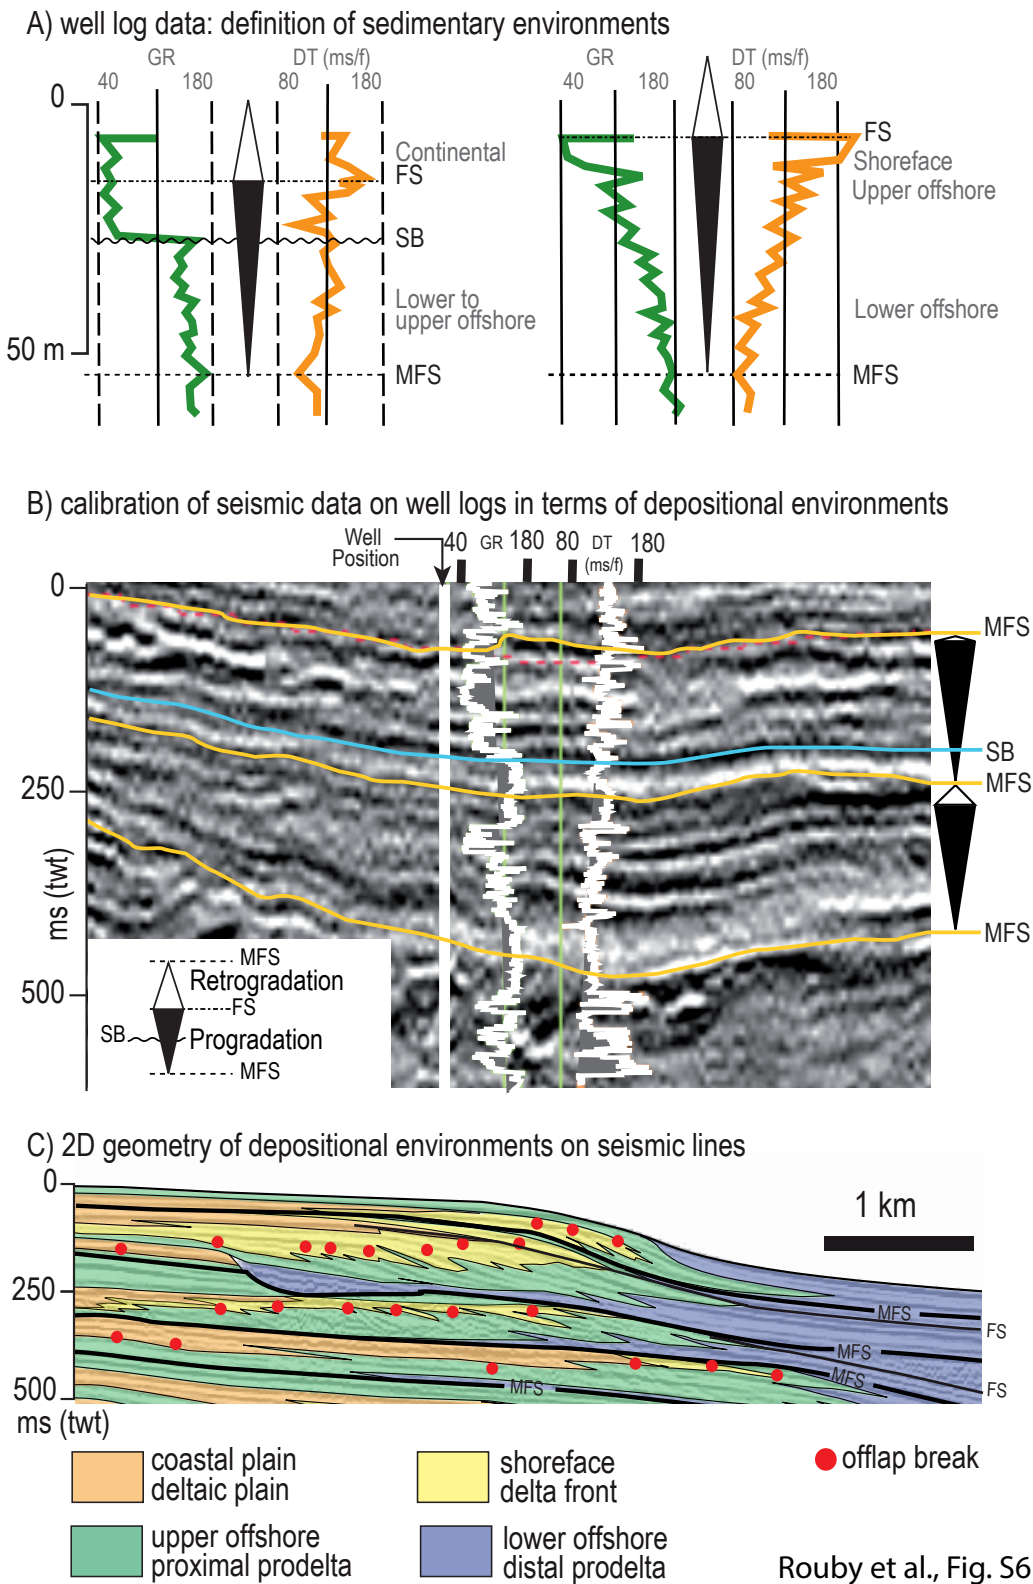 A) well log data: definition of sedimentary environments
GR DT (ms/f) GR DT (ms/f)
40 180 80 180 40 180 80 180
0
Continental
FS
SB
Lower to
upper offshore
50 m
MFS
FS
Shoreface
Upper offshore
Lower offshore
MFS
B) calibration of seismic data on well logs in terms of depositional environments
Well
Position
40 GR 180 80 DT (ms/f) 180
0
250
500
ms (twt)
MFS
SB
MFS
MFS
MFS
Retrogradation
FS
SB
Progradation
MFS
C) 2D geometry of depositional environments on seismic lines
0
250
500
ms (twt)
1 km
MFS
FS
MFS
MFS
FS
MFS
coastal plain
deltaic plain
shoreface
delta front
offlap break
upper offshore
proximal prodelta
lower offshore
distal prodelta
Rouby et al., Fig. S6